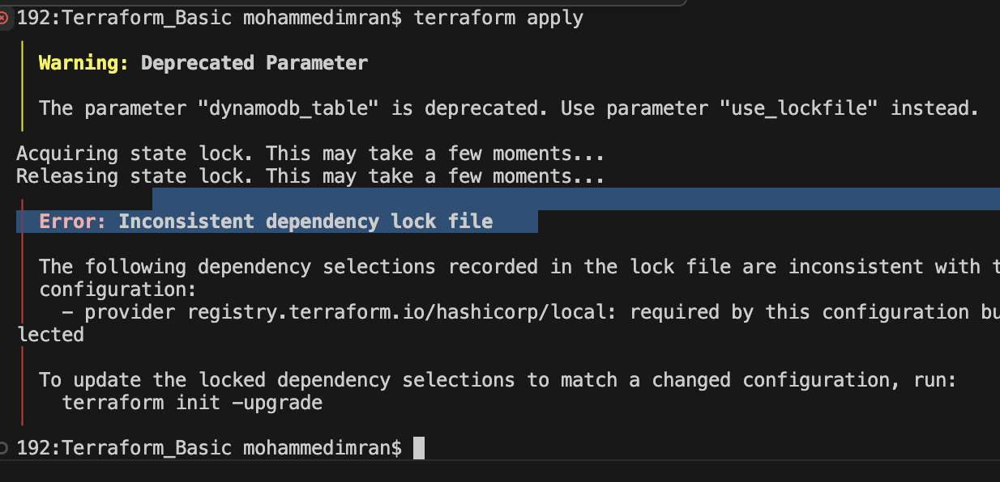 192:Terraform_Basic mohammedimran$ terraform apply
Warning: Deprecated Parameter
The parameter "dynamodb_table" is deprecated. Use parameter "use_lockfile" instead.
Acquiring state lock. This may take a few moments...
Releasing state lock. This may take a few moments...
Error: Inconsistent dependency lock file
The following dependency selections recorded in the lock file are inconsistent with
configuration:
- provider registry.terraform.io/hashicorp/local: required by this configuration
lected
To update the locked dependency selections to match a changed configuration, run:
terraform init -upgrade
192:Terraform_Basic mohammedimran$